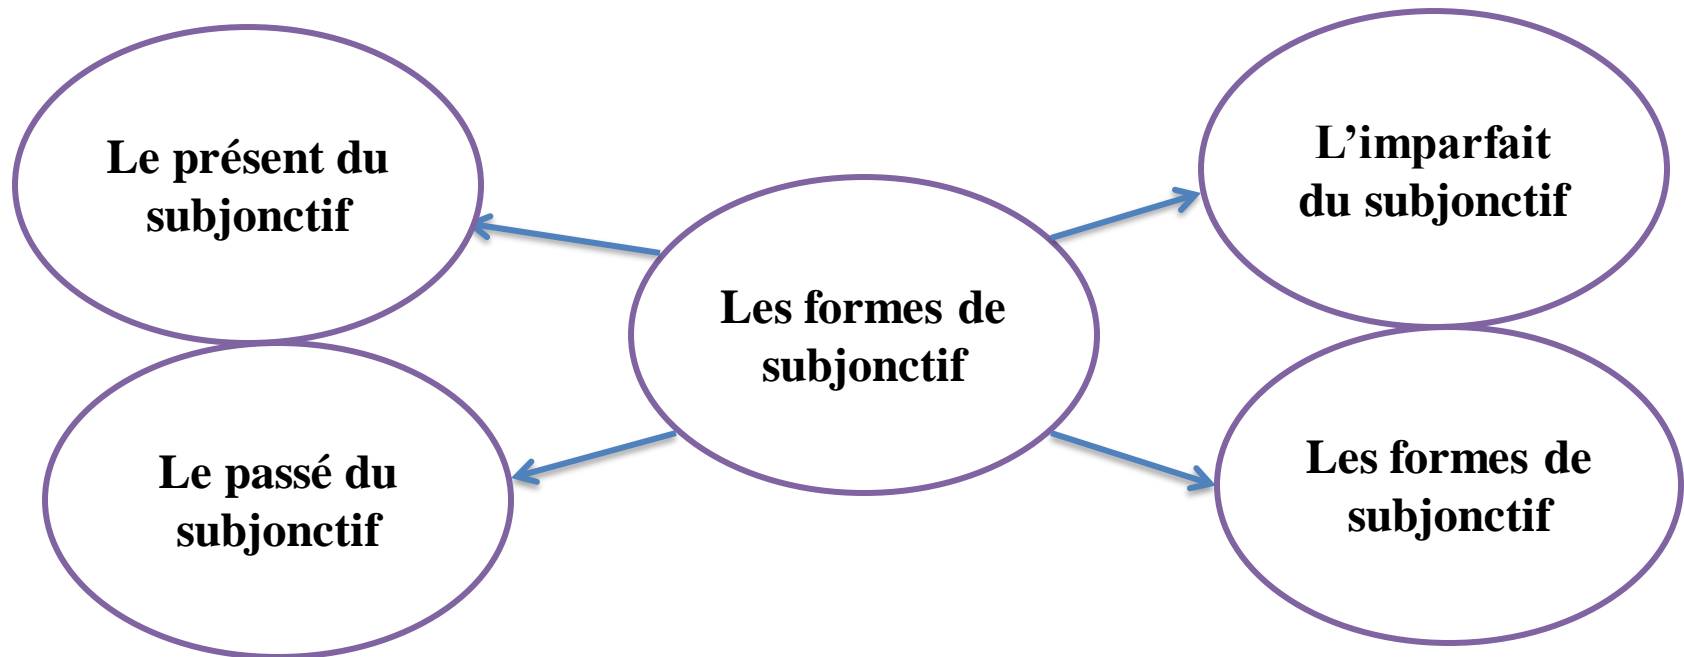 Le présent du
subjonctif
L’imparfait
du subjonctif
Les formes de
subjonctif
Le passé du
subjonctif
Les formes de
subjonctif